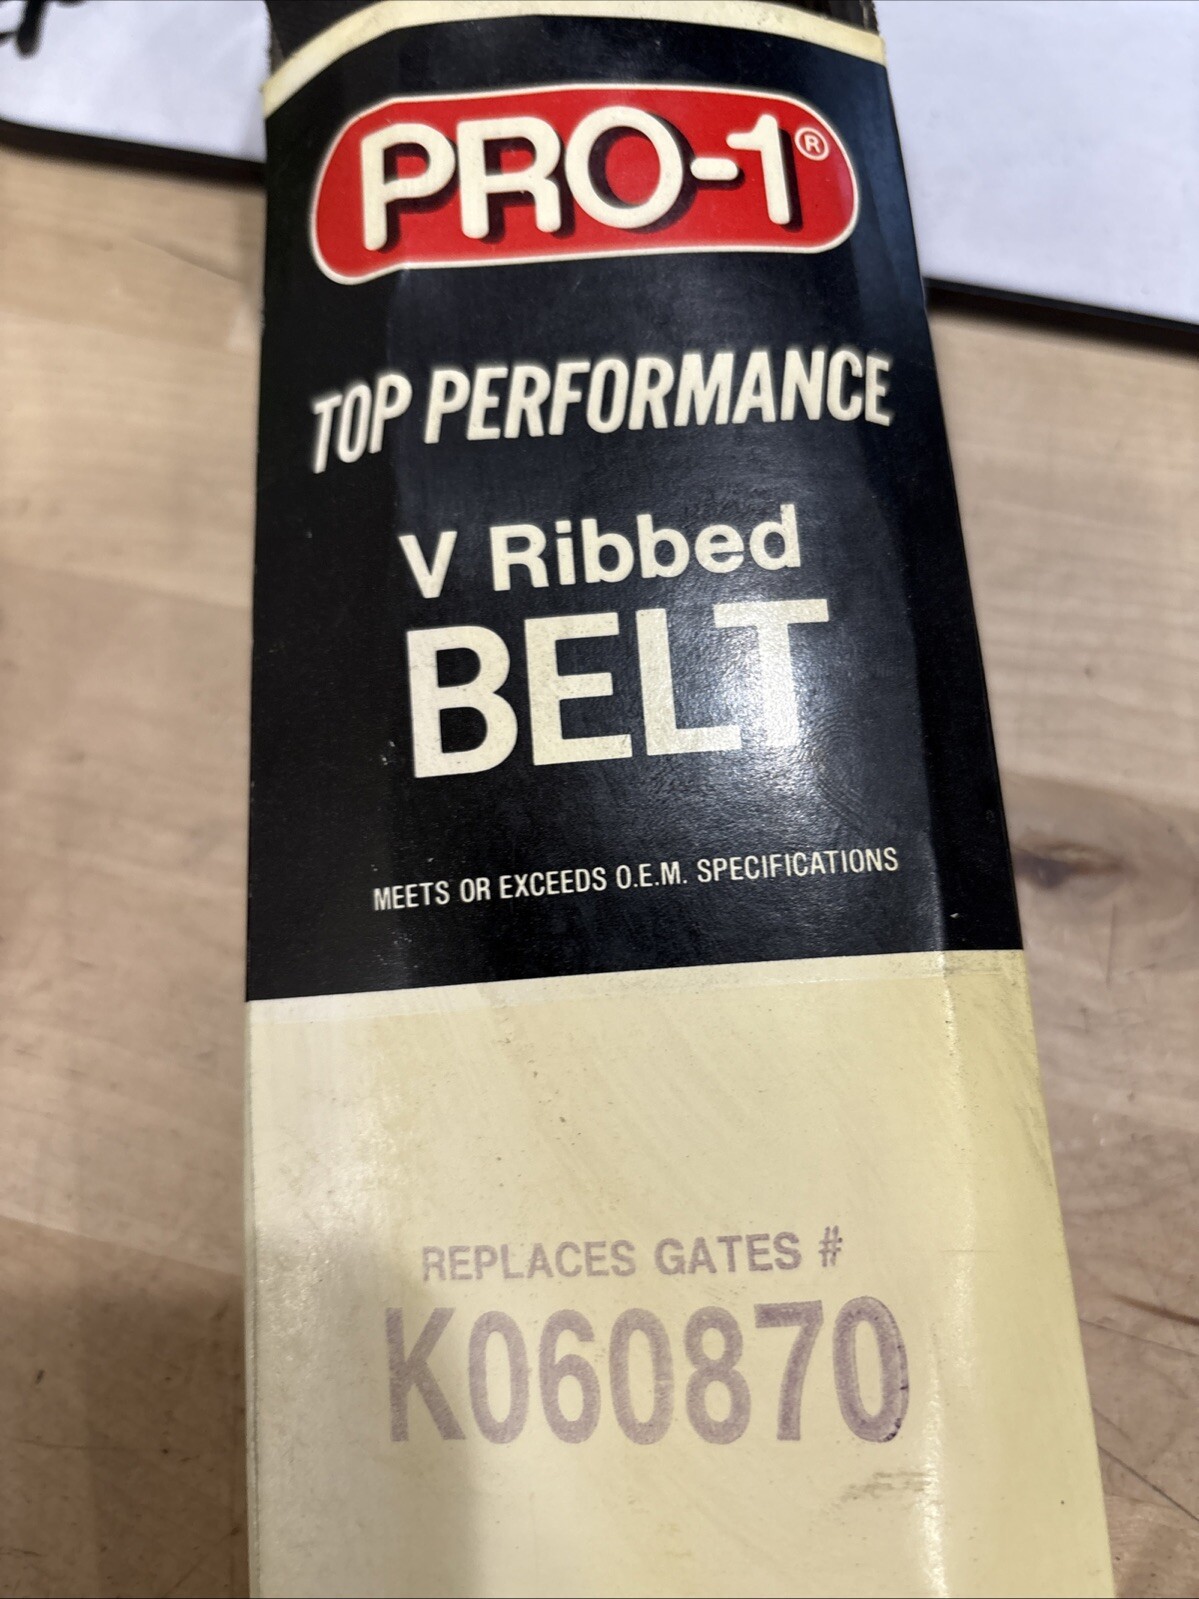 PRO-1®
TOP PERFORMANCE
V Ribbed
BELT
MEETS OR EXCEEDS O.E.M. SPECIFICATIONS
REPLACES GATES #
K060870